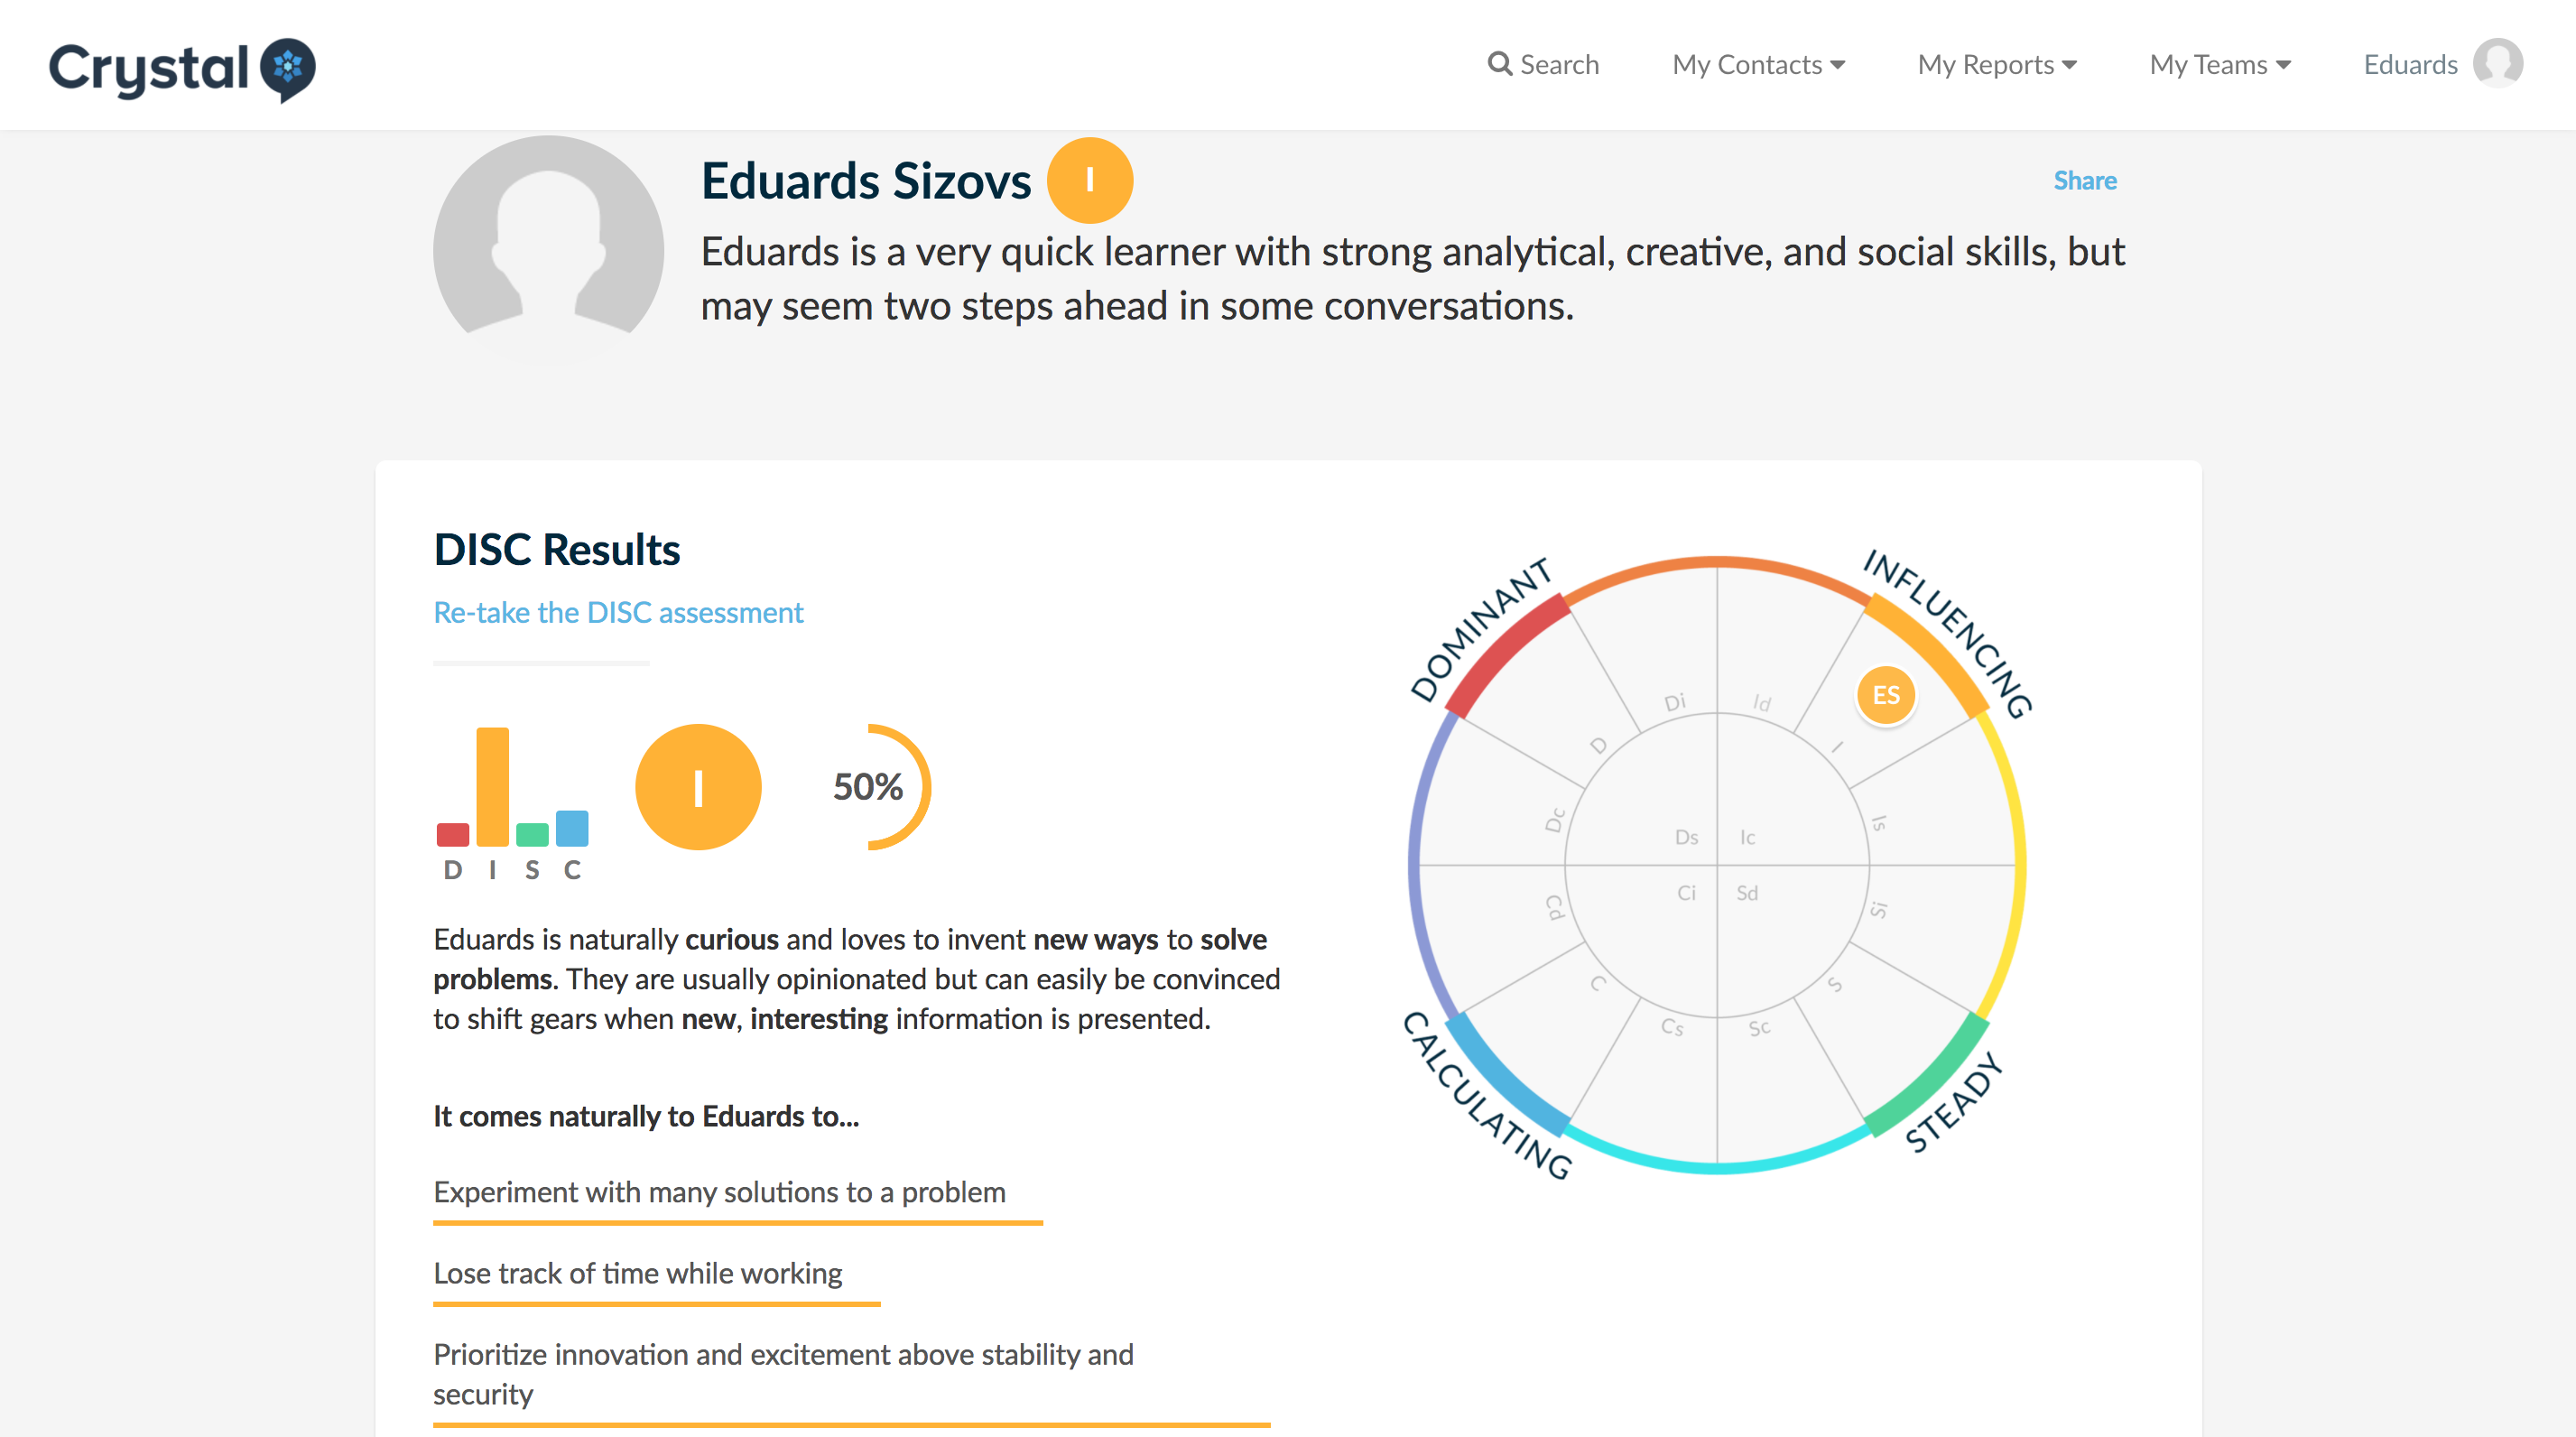 Crystal
Search
My Contacts
My Reports
My Teams
Eduards
Eduards Sizovs
I
Share
Eduards is a very quick learner with strong analytical, creative, and social skills, but
may seem two steps ahead in some conversations.
DISC Results
Re-take the DISC assessment
D I S C
I
50%
Eduards is naturally curious and loves to invent new ways to solve
problems. They are usually opinionated but can easily be convinced
to shift gears when new, interesting information is presented.
It comes naturally to Eduards to...
Experiment with many solutions to a problem
Lose track of time while working
Prioritize innovation and excitement above stability and
security
DOMINANT
INFLUENCING
ES
Di
Id
D
I
Dc
Is
Ds
Ic
Ci
Sd
Cd
Si
C
S
Cs
Sc
CALCULATING
STEADY